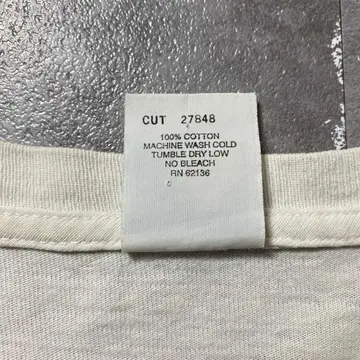 CUT 27848
100% COTTON
MACHINE WASH COLD
TUMBLE DRY LOW
NO BLEACH
RN 62136